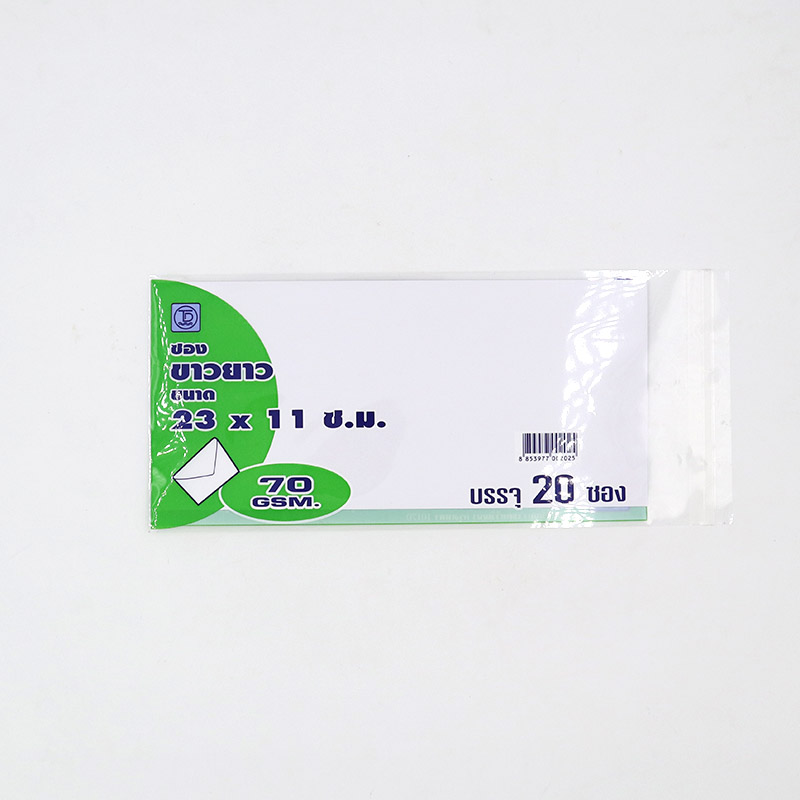 TD
ซอง
ขาวยาว
ขนาด
23 x 11 ซ.ม.
70
GSM.
บรรจุ 20 ซอง